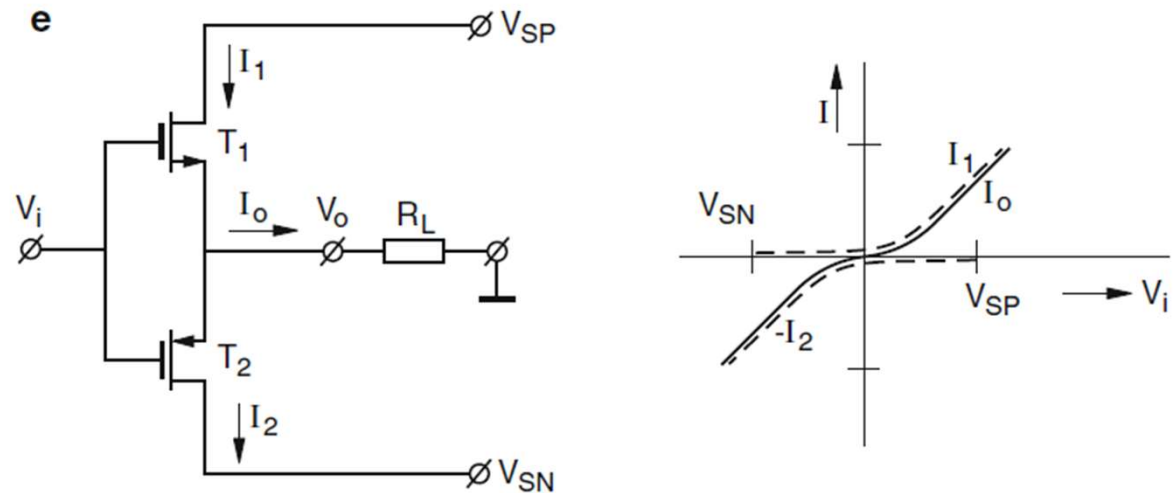 e
V_SP
I_1
T_1
V_i
I_o
V_o
R_L
T_2
I_2
V_SN
I
I_1
I_o
V_SN
V_SP
V_i
-I_2